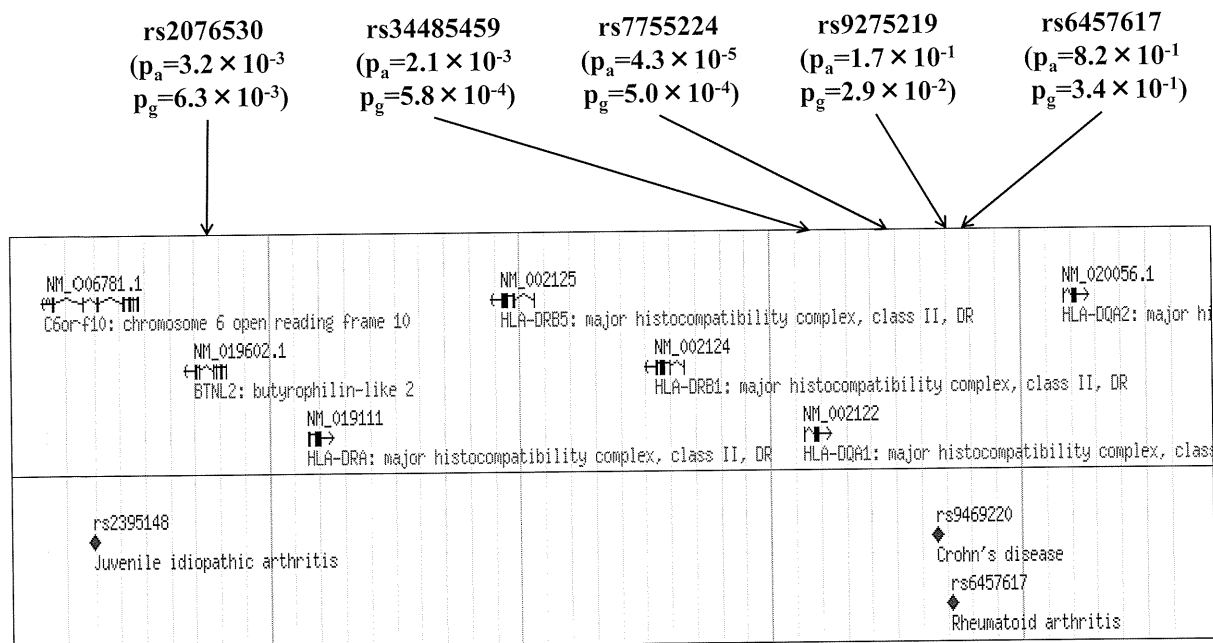 rs2076530
(pa=3.2 × 10-3
pg=6.3 × 10-3)
rs34485459
(pa=2.1 × 10-3
pg=5.8 × 10-4)
rs7755224
(pa=4.3 × 10-5
pg=5.0 × 10-4)
rs9275219
(pa=1.7 × 10-1
pg=2.9 × 10-2)
rs6457617
(pa=8.2 × 10-1
pg=3.4 × 10-1)
NM_006781.1
C6orf10: chromosome 6 open reading frame 10
NM_002125
HLA-DRB5: major histocompatibility complex, class II, DR
NM_020056.1
HLA-DQA2: major hi
NM_019602.1
BTNL2: butyrophilin-like 2
NM_002124
HLA-DRB1: major histocompatibility complex, class II, DR
NM_019111
HLA-DRA: major histocompatibility complex, class II, DR
NM_002122
HLA-DQA1: major histocompatibility complex, class
rs2395148
Juvenile idiopathic arthritis
rs9469220
Crohn's disease
rs6457617
Rheumatoid arthritis